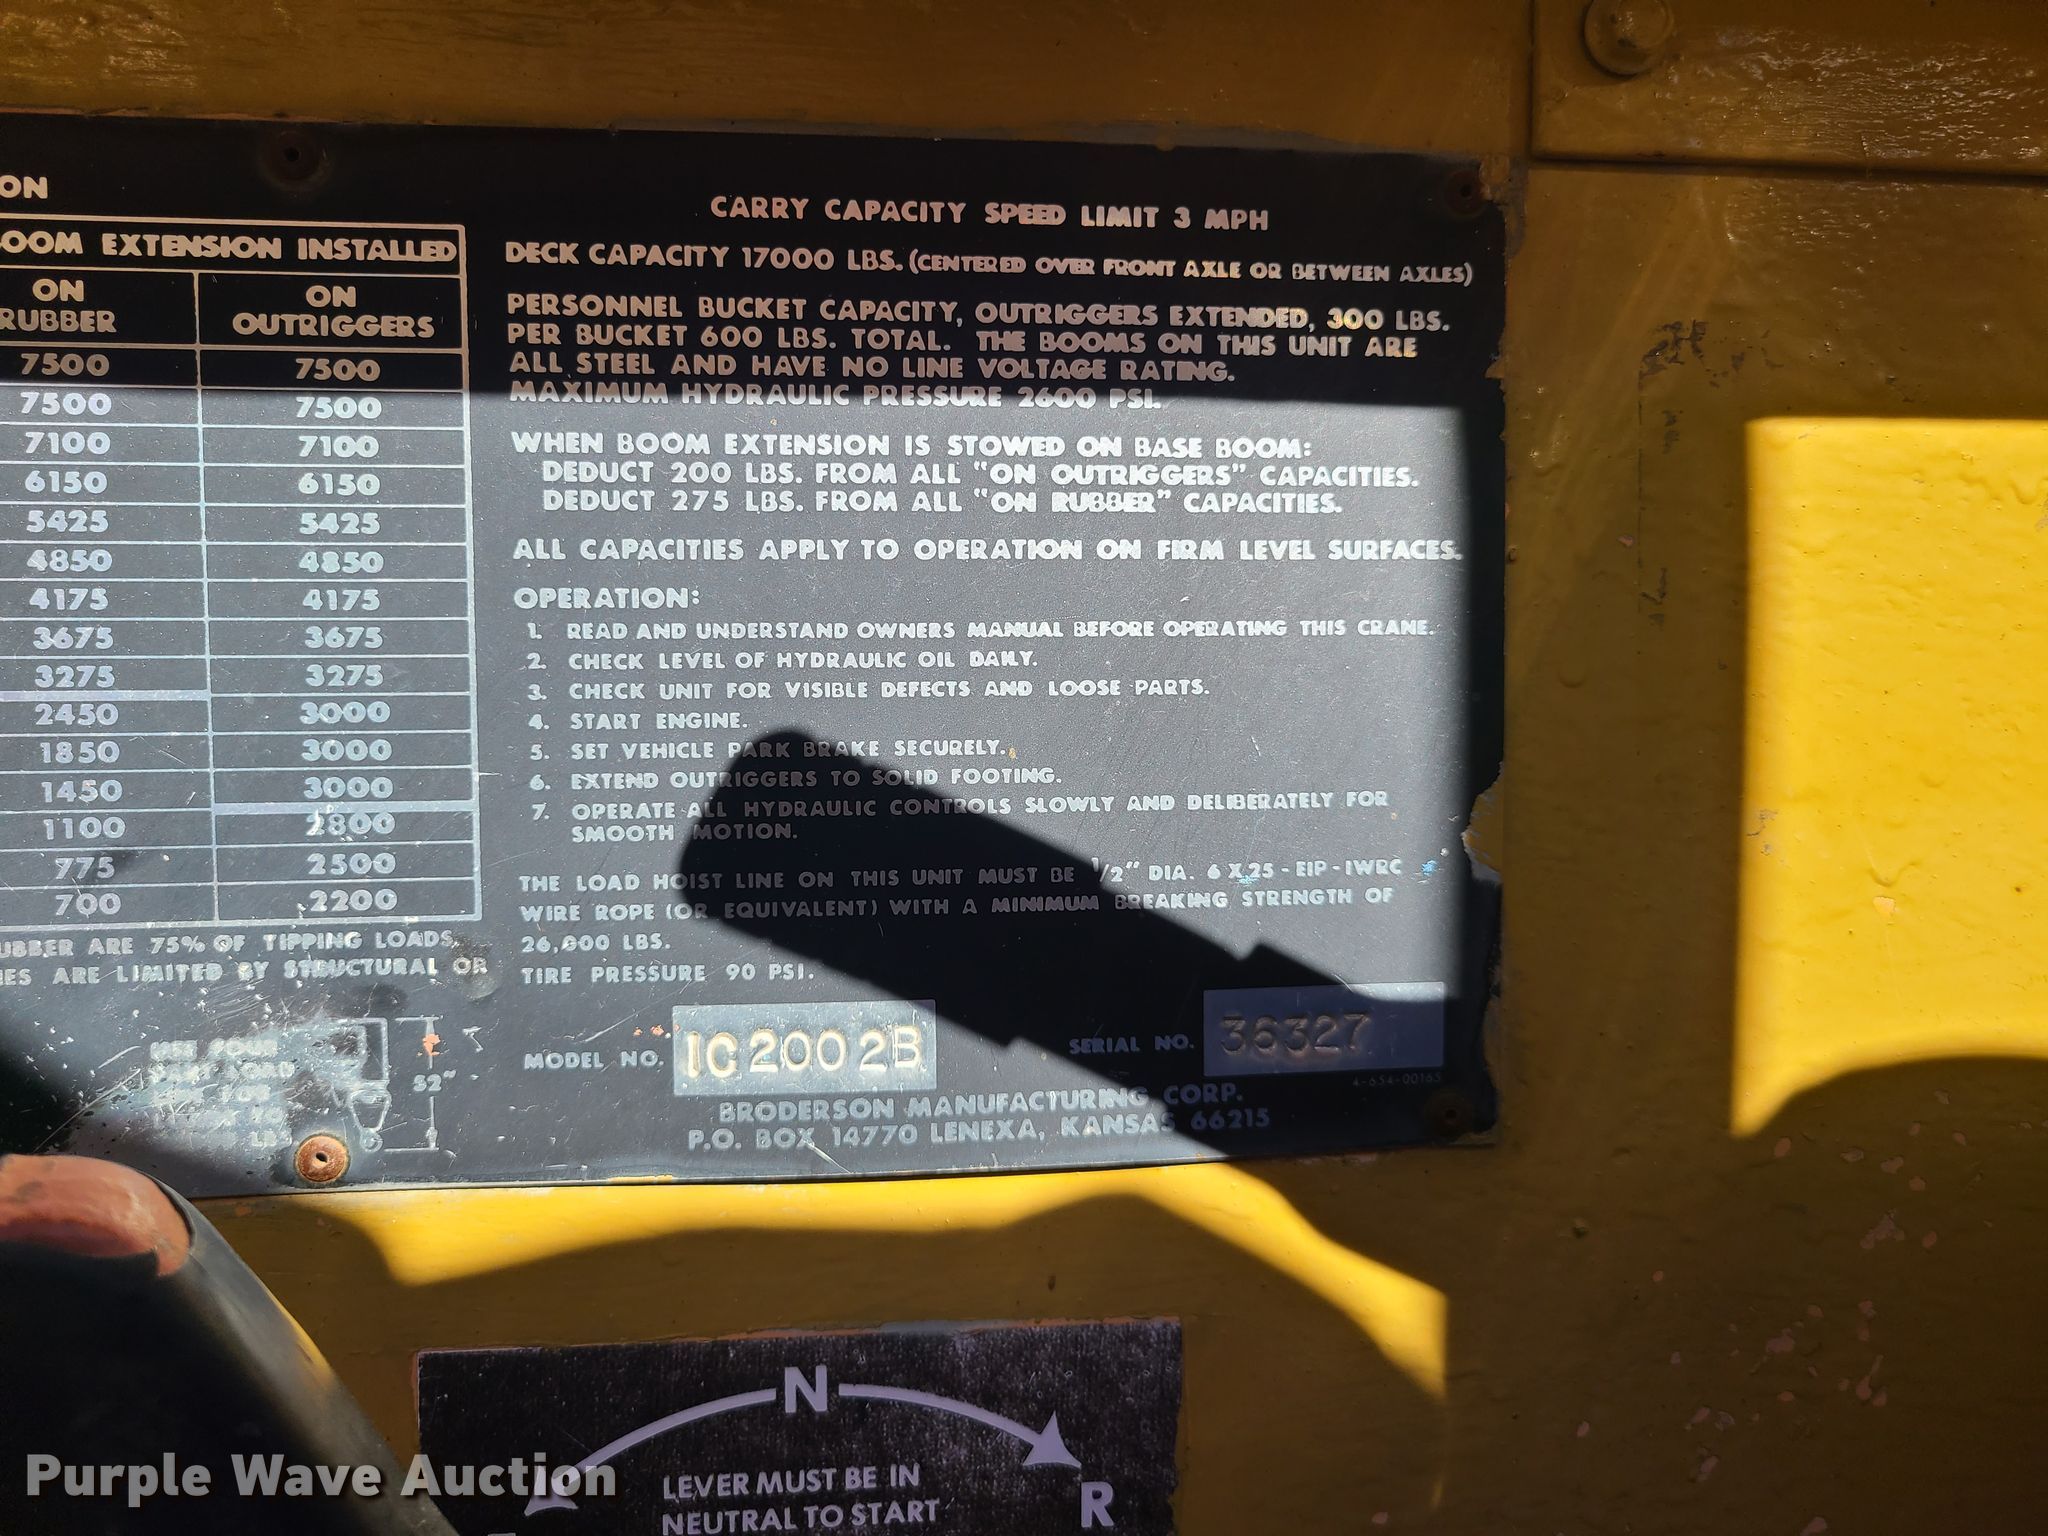 ON
OOM EXTENSION INSTALLED
ON RUBBER ON OUTRIGGERS
7500 7500
7500 7500
7100 7100
6150 6150
5425 5425
4850 4850
4175 4175
3675 3675
3275 3275
2450 3000
1850 3000
1450 3000
1100 2800
775 2500
700 2200
UBBER ARE 75% OF TIPPING LOADS
ES ARE LIMITED BY STRUCTURAL OR
USE FOUR
PART LOAD
FOR
LBS
52"
CARRY CAPACITY SPEED LIMIT 3 MPH
DECK CAPACITY 17000 LBS. (CENTERED OVER FRONT AXLE OR BETWEEN AXLES)
PERSONNEL BUCKET CAPACITY, OUTRIGGERS EXTENDED, 300 LBS.
PER BUCKET 600 LBS. TOTAL. THE BOOMS ON THIS UNIT ARE
ALL STEEL AND HAVE NO LINE VOLTAGE RATING.
MAXIMUM HYDRAULIC PRESSURE 2600 PSI.
WHEN BOOM EXTENSION IS STOWED ON BASE BOOM:
DEDUCT 200 LBS. FROM ALL "ON OUTRIGGERS" CAPACITIES.
DEDUCT 275 LBS. FROM ALL "ON RUBBER" CAPACITIES.
ALL CAPACITIES APPLY TO OPERATION ON FIRM LEVEL SURFACES.
OPERATION:
1. READ AND UNDERSTAND OWNERS MANUAL BEFORE OPERATING THIS CRANE.
2. CHECK LEVEL OF HYDRAULIC OIL DAILY.
3. CHECK UNIT FOR VISIBLE DEFECTS AND LOOSE PARTS.
4. START ENGINE.
5. SET VEHICLE PARK BRAKE SECURELY.
6. EXTEND OUTRIGGERS TO SOLID FOOTING.
7. OPERATE ALL HYDRAULIC CONTROLS SLOWLY AND DELIBERATELY FOR
SMOOTH MOTION.
THE LOAD HOIST LINE ON THIS UNIT MUST BE 1/2" DIA. 6 X 25 - EIP - IWRC
WIRE ROPE (OR EQUIVALENT) WITH A MINIMUM BREAKING STRENGTH OF
26,000 LBS.
TIRE PRESSURE 90 PSI.
MODEL NO. IC2002B SERIAL NO. 36327
4-654-00165
BRODERSON MANUFACTURING CORP.
P.O. BOX 14770 LENEXA, KANSAS 66215
N
LEVER MUST BE IN
NEUTRAL TO START
R
Purple Wave Auction